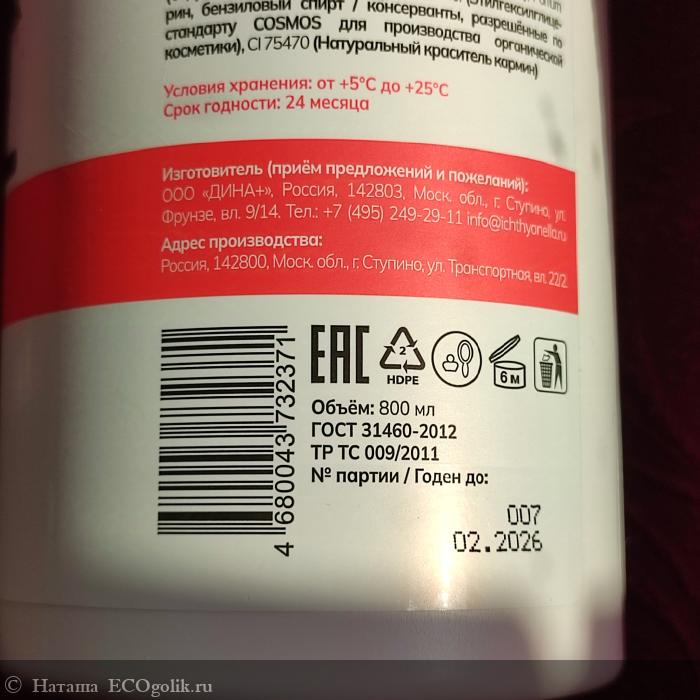 рин, бензиловый спирт / консерванты, разрешённые по
стандарту COSMOS для производства органической
косметики), CI 75470 (Натуральный краситель кармин)
Условия хранения: от +5°C до +25°C
Срок годности: 24 месяца
Изготовитель (приём предложений и пожеланий):
ООО «ДИНА+», Россия, 142803, Моск. обл., г. Ступино, ул.
Фрунзе, вл. 9/14. Тел.: +7 (495) 249-29-11 info@ichthyonella.ru
Адрес производства:
Россия, 142800, Моск. обл., г. Ступино, ул. Транспортная, вл. 22/2
4 680043 732371
EAC
2
HDPE
6 м
Объём: 800 мл
ГОСТ 31460-2012
ТР ТС 009/2011
№ партии / Годен до:
007
02.2026
© Наташа ECOgolik.ru